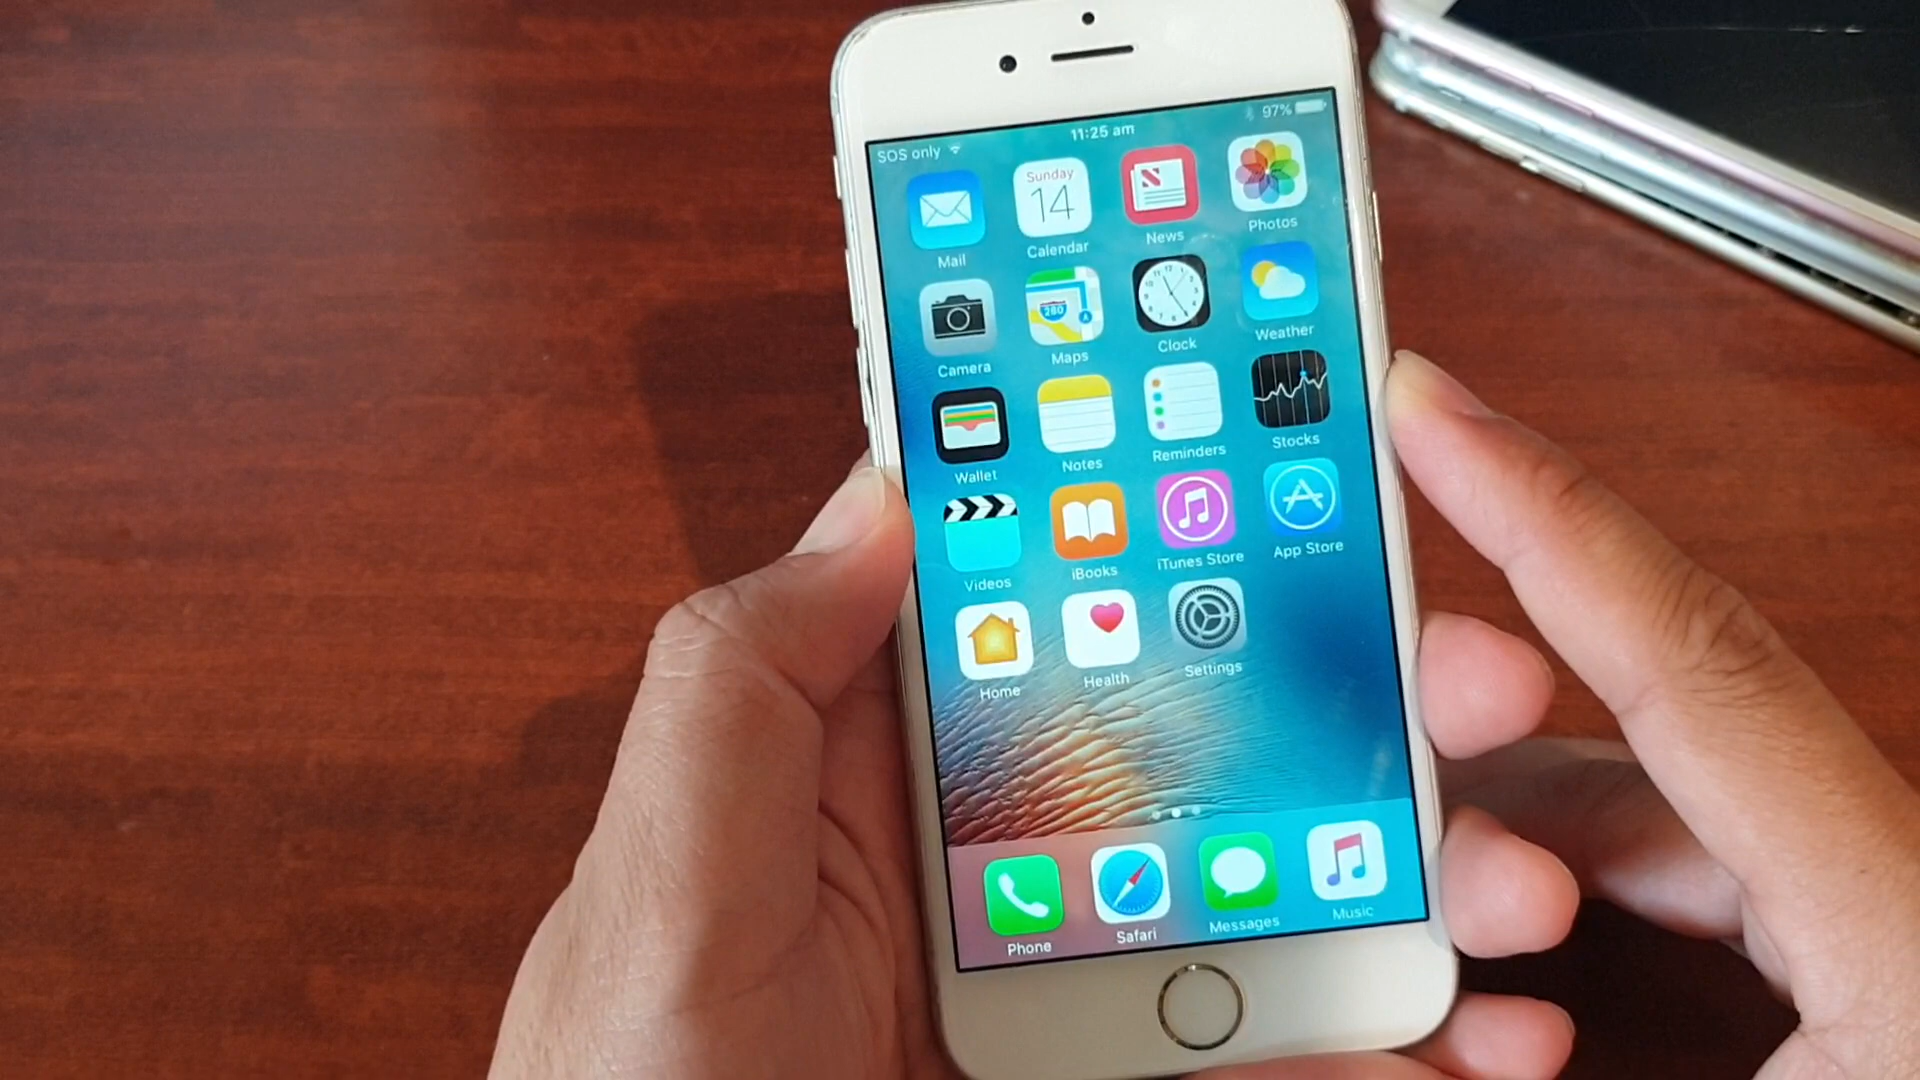 97%
11:25 am
SOS only
Sunday
14
Mail
Calendar
News
Photos
280
12
Camera
Maps
Clock
Weather
Wallet
Notes
Reminders
Stocks
Videos
iBooks
iTunes Store
App Store
Home
Health
Settings
Phone
Safari
Messages
Music